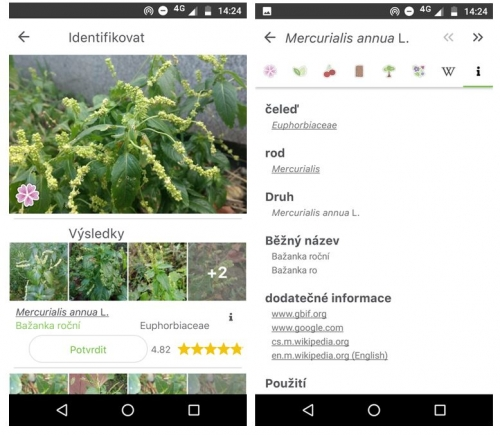 4G 14:24
Identifikovat
Výsledky
+2
Mercurialis annua L.
Bažanka roční
Euphorbiaceae
i
Potvrdit
4.82
4G 14:24
Mercurialis annua L.
W
i
čeleď
Euphorbiaceae
rod
Mercurialis
Druh
Mercurialis annua L.
Běžný název
Bažanka roční
Bažanka ro
dodatečné informace
www.gbif.org
www.google.com
cs.m.wikipedia.org
en.m.wikipedia.org (English)
Použití